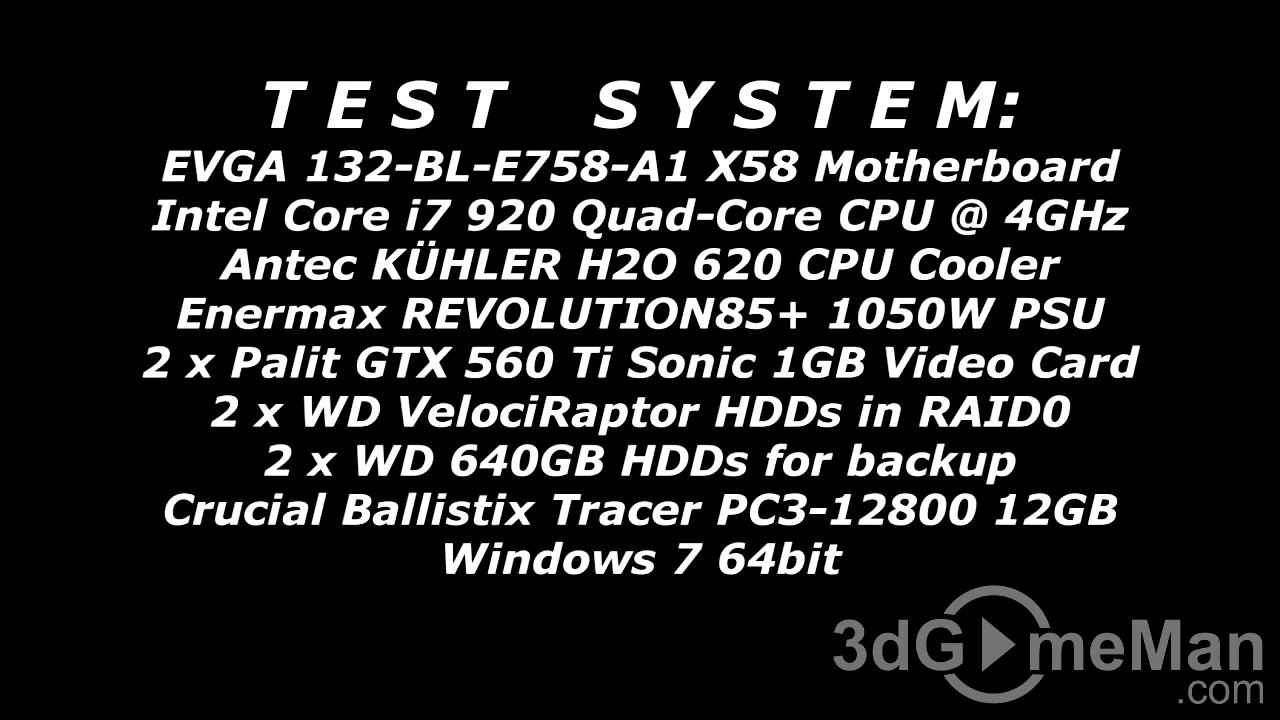 T E S T S Y S T E M:
EVGA 132-BL-E758-A1 X58 Motherboard
Intel Core i7 920 Quad-Core CPU @ 4GHz
Antec KÜHLER H2O 620 CPU Cooler
Enermax REVOLUTION85+ 1050W PSU
2 x Palit GTX 560 Ti Sonic 1GB Video Card
2 x WD VelociRaptor HDDs in RAID0
2 x WD 640GB HDDs for backup
Crucial Ballistix Tracer PC3-12800 12GB
Windows 7 64bit
3dGameMan
.com